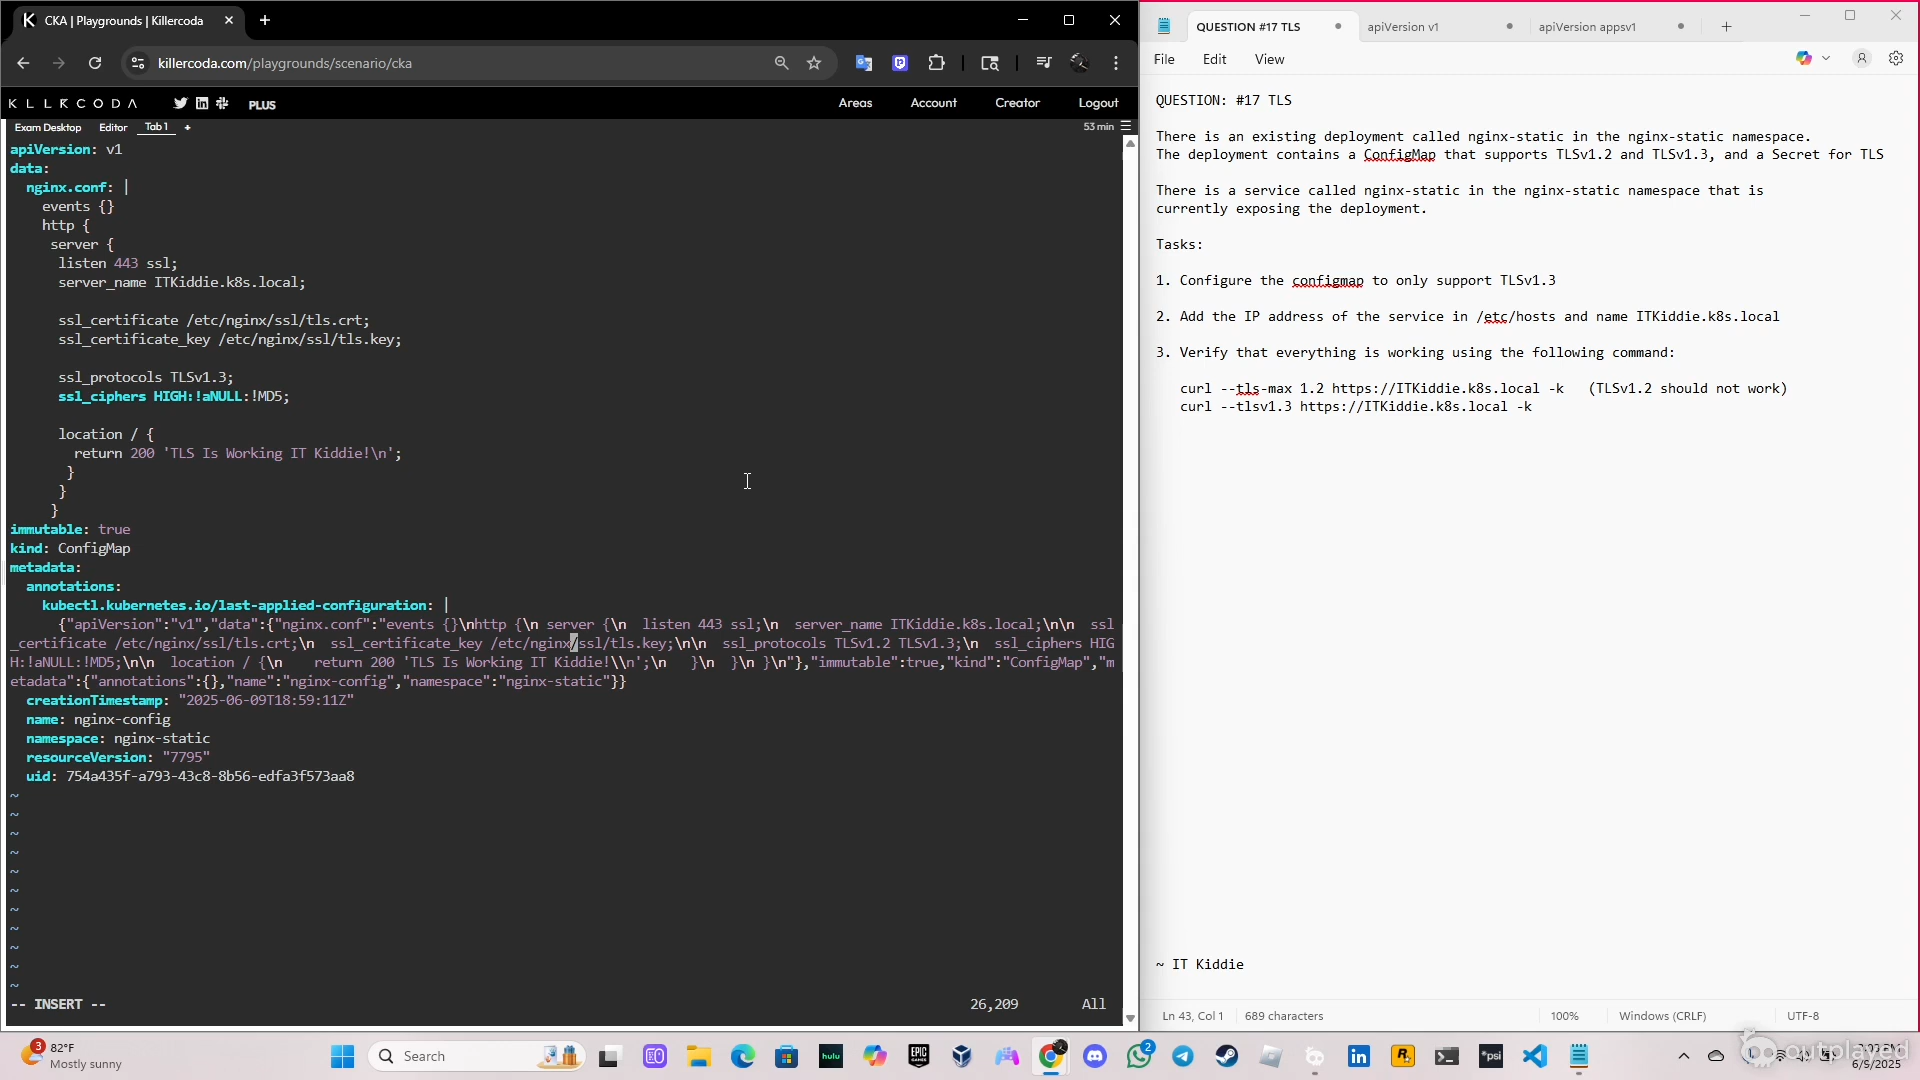 CKA | Playgrounds | Killercoda
killercoda.com/playgrounds/scenario/cka
KLLRCODA
PLUS
Areas
Account
Creator
Logout
Exam Desktop
Editor
Tab 1
+
53 min
apiVersion: v1
data:
nginx.conf: |
events {}
http {
server {
listen 443 ssl;
server_name ITKiddie.k8s.local;
ssl_certificate /etc/nginx/ssl/tls.crt;
ssl_certificate_key /etc/nginx/ssl/tls.key;
ssl_protocols TLSv1.3;
ssl_ciphers HIGH:!aNULL:!MD5;
location / {
return 200 'TLS Is Working IT Kiddie!\n';
}
}
}
immutable: true
kind: ConfigMap
metadata:
annotations:
kubectl.kubernetes.io/last-applied-configuration: |
{"apiVersion":"v1","data":{"nginx.conf":"events {}\nhttp {\n server {\n  listen 443 ssl;\n  server_name ITKiddie.k8s.local;\n\n  ssl
_certificate /etc/nginx/ssl/tls.crt;\n  ssl_certificate_key /etc/nginx/ssl/tls.key;\n\n  ssl_protocols TLSv1.2 TLSv1.3;\n  ssl_ciphers HIG
H:!aNULL:!MD5;\n\n  location / {\n    return 200 'TLS Is Working IT Kiddie!\\n';\n   }\n  }\n }\n"},"immutable":true,"kind":"ConfigMap","m
etadata":{"annotations":{},"name":"nginx-config","namespace":"nginx-static"}}
creationTimestamp: "2025-06-09T18:59:11Z"
name: nginx-config
namespace: nginx-static
resourceVersion: "7795"
uid: 754a435f-a793-43c8-8b56-edfa3f573aa8
~
~
~
~
~
~
~
~
~
~
~
-- INSERT --
26,209
All
QUESTION #17 TLS
apiVersion v1
apiVersion appsv1
File
Edit
View
QUESTION: #17 TLS
There is an existing deployment called nginx-static in the nginx-static namespace.
The deployment contains a ConfigMap that supports TLSv1.2 and TLSv1.3, and a Secret for TLS
There is a service called nginx-static in the nginx-static namespace that is
currently exposing the deployment.
Tasks:
1. Configure the configmap to only support TLSv1.3
2. Add the IP address of the service in /etc/hosts and name ITKiddie.k8s.local
3. Verify that everything is working using the following command:
curl --tls-max 1.2 https://ITKiddie.k8s.local -k   (TLSv1.2 should not work)
curl --tlsv1.3 https://ITKiddie.k8s.local -k
~ IT Kiddie
Ln 43, Col 1
689 characters
100%
Windows (CRLF)
UTF-8
3
82°F
Mostly sunny
Search
hulu
EPIC GAMES
2
*psi
outplayed
6/9/2025